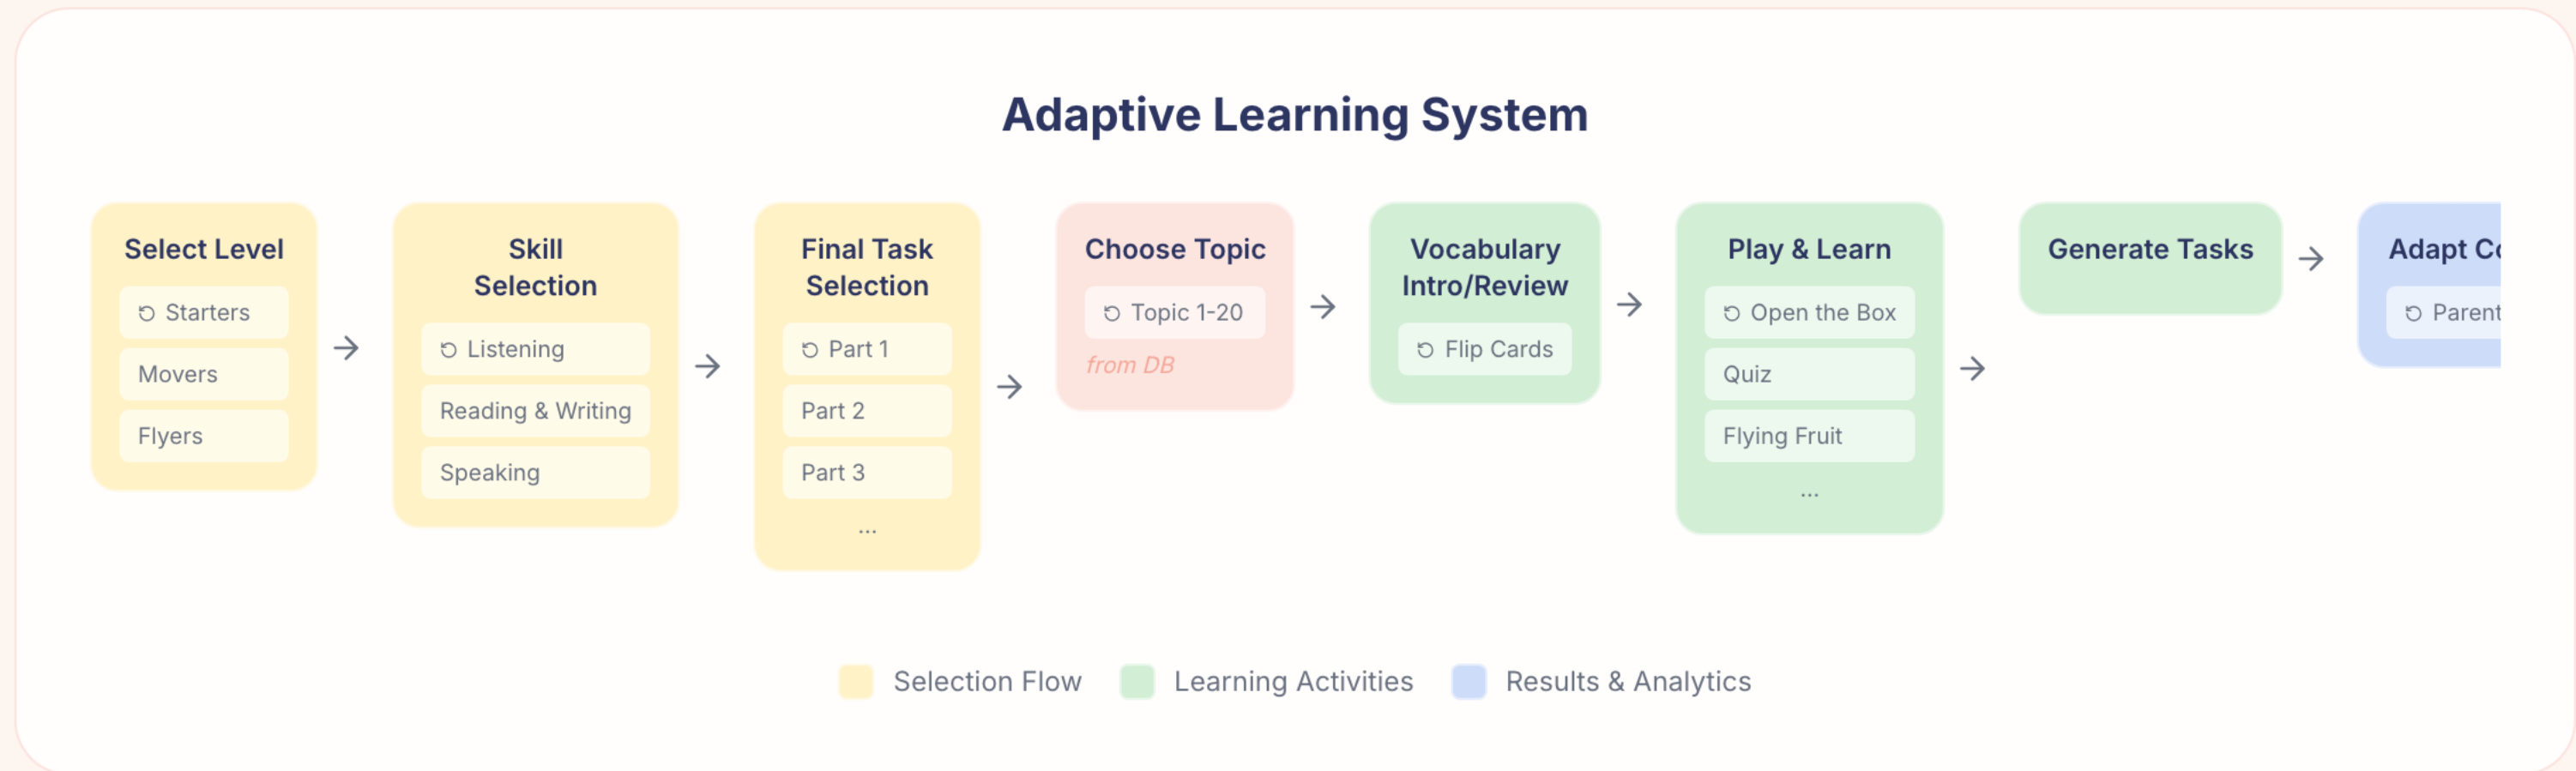 Adaptive Learning System
Select Level
Starters
Movers
Flyers
Skill
Selection
Listening
Reading & Writing
Speaking
Final Task
Selection
Part 1
Part 2
Part 3
...
Choose Topic
Topic 1-20
from DB
Vocabulary
Intro/Review
Flip Cards
Play & Learn
Open the Box
Quiz
Flying Fruit
...
Generate Tasks
Adapt
Parent
Selection Flow
Learning Activities
Results & Analytics